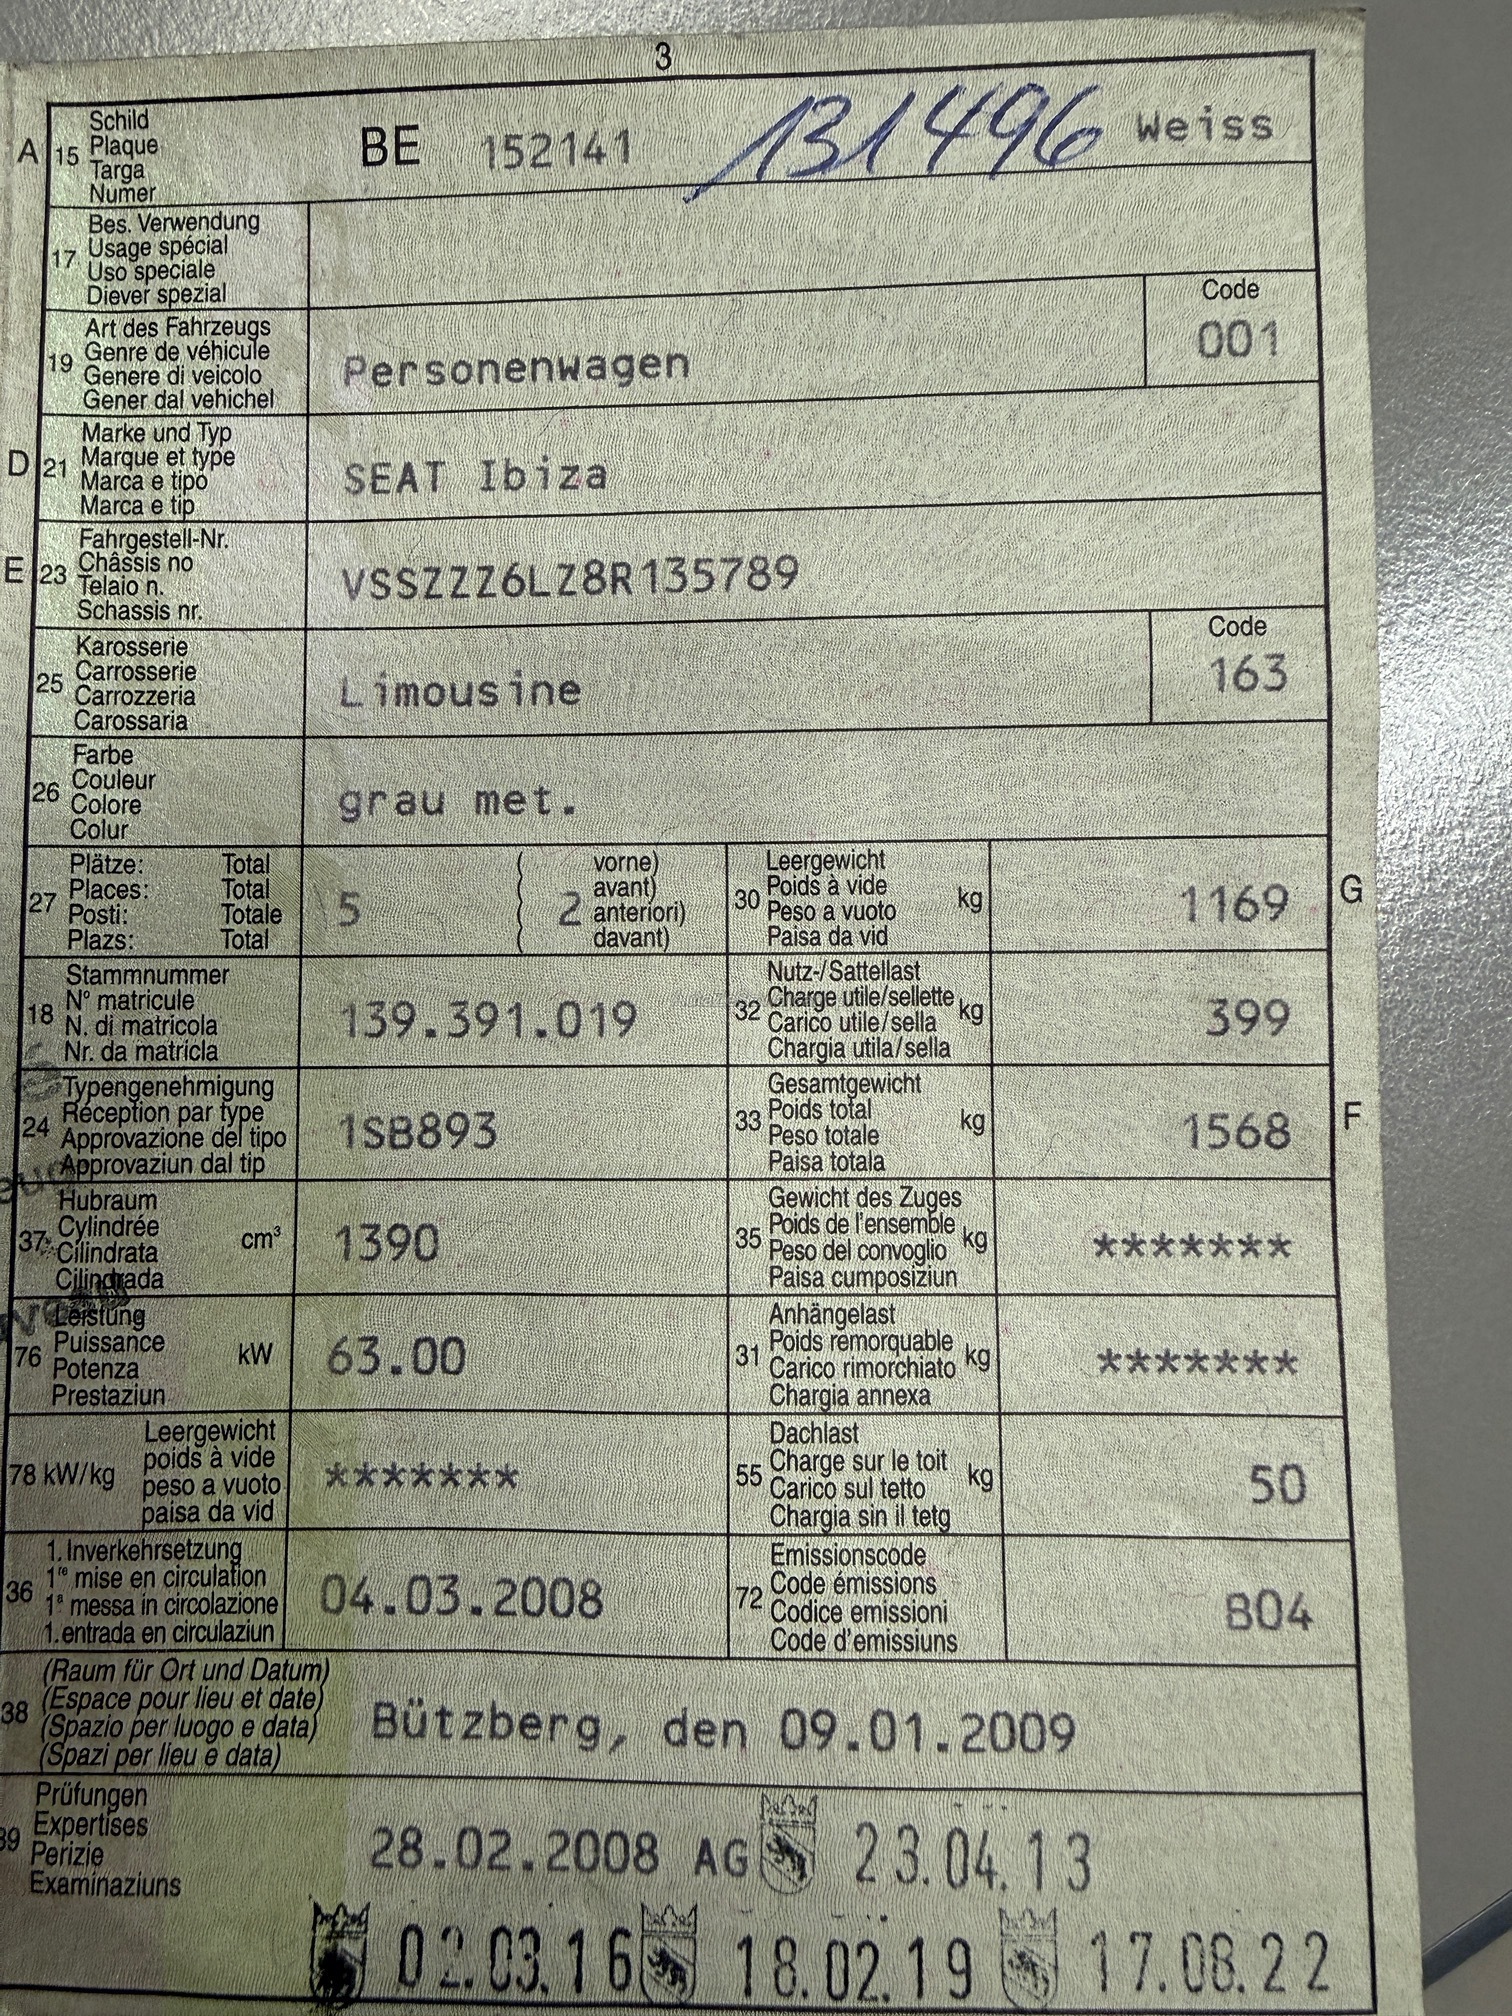 3
A 15 Schild BE 152141 131496 Weiss
Plaque
Targa
Numer
17 Bes. Verwendung
Usage spécial
Uso speciale
Diever spezial
19 Art des Fahrzeugs Personenwagen Code 001
Genre de véhicule
Genere di veicolo
Gener dal vehichel
D 21 Marke und Typ SEAT Ibiza
Marque et type
Marca e tipo
Marca e tip
E 23 Fahrgestell-Nr. VSSZZZ6LZ8R135789
Châssis no
Telaio n.
Schassis nr.
25 Karosserie Limousine Code 163
Carrosserie
Carrozzeria
Carossaria
26 Farbe grau met.
Couleur
Colore
Colur
27 Plätze: Total 5 ( 2 vorne)
Places: Total avant)
Posti: Totale anteriori)
Plazs: Total davant)
30 Leergewicht kg 1169 G
Poids à vide
Peso a vuoto
Paisa da vid
18 Stammnummer 139.391.019
N° matricule
N. di matricola
Nr. da matricla
32 Nutz-/Sattellast kg 399
Charge utile/sellette
Carico utile/sella
Chargia utila/sella
24 Typengenehmigung 1SB893
Réception par type
Approvazione del tipo
Approvaziun dal tip
33 Gesamtgewicht kg 1568 F
Poids total
Peso totale
Paisa totala
37 Hubraum cm³ 1390
Cylindrée
Cilindrata
Cilindrada
35 Gewicht des Zuges kg *******
Poids de l'ensemble
Peso del convoglio
Paisa cumposiziun
76 Leistung kW 63.00
Puissance
Potenza
Prestaziun
31 Anhängelast kg *******
Poids remorquable
Carico rimorchiato
Chargia annexa
78 kW/kg Leergewicht *******
poids à vide
peso a vuoto
paisa da vid
55 Dachlast kg 50
Charge sur le toit
Carico sul tetto
Chargia sin il tetg
36 1. Inverkehrsetzung 04.03.2008
1re mise en circulation
1a messa in circolazione
1. entrada en circulaziun
72 Emissionscode B04
Code émissions
Codice emissioni
Code d'emissiuns
38 (Raum für Ort und Datum) Bützberg, den 09.01.2009
(Espace pour lieu et date)
(Spazio per luogo e data)
(Spazi per lieu e data)
39 Prüfungen 28.02.2008 AG 23.04.13
Expertises
Perizie
Examinaziuns
02.03.16 18.02.19 17.08.22